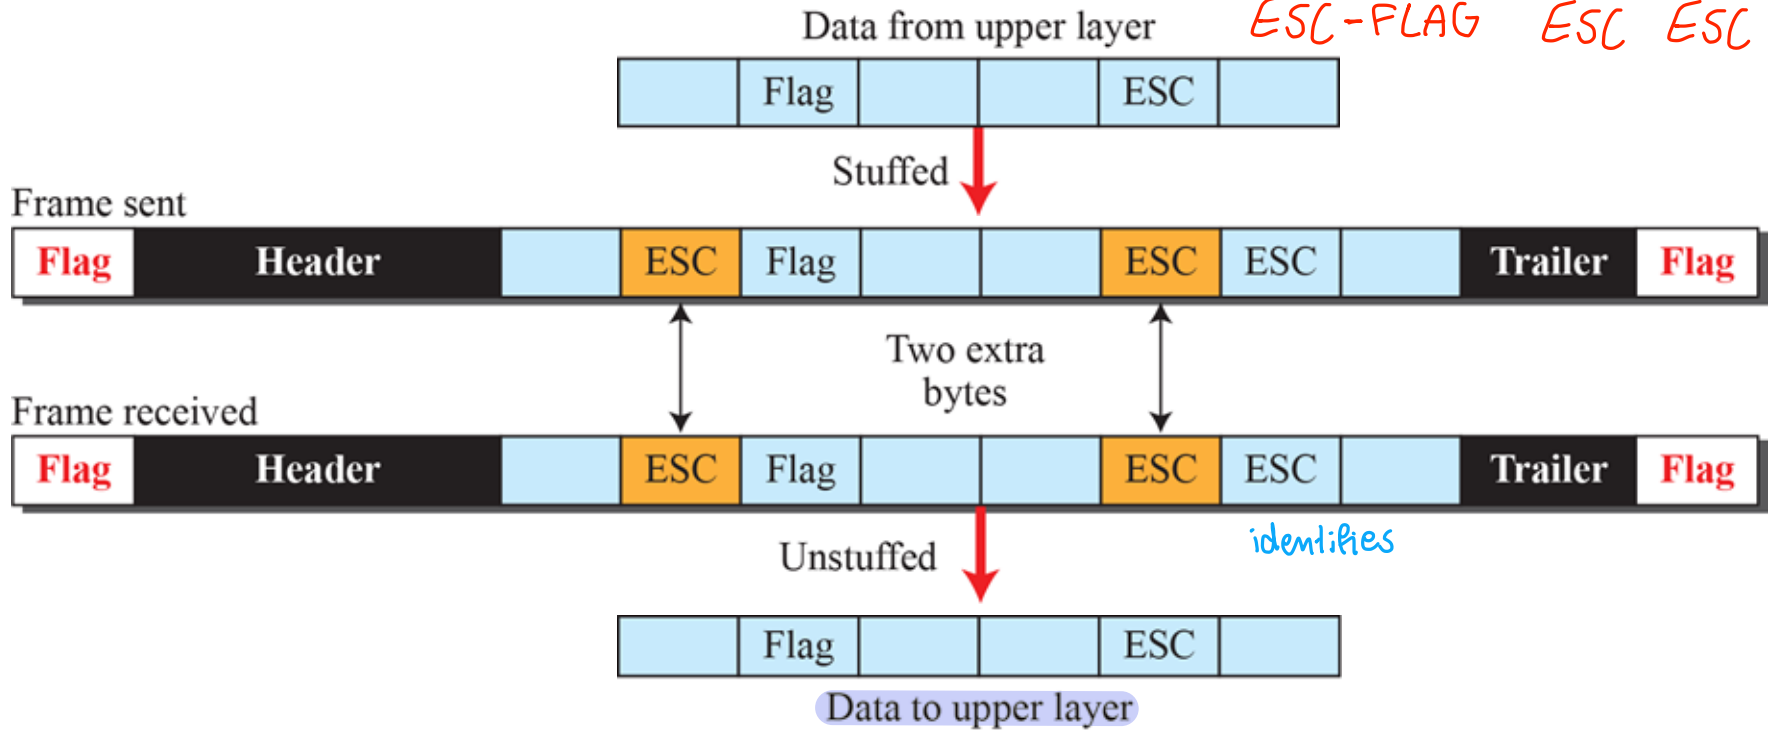 Data from upper layer
ESC-FLAG ESC ESC
Flag ESC
Stuffed
Frame sent
Flag Header ESC Flag ESC ESC Trailer Flag
Two extra
bytes
Frame received
Flag Header ESC Flag ESC ESC Trailer Flag
identifies
Unstuffed
Flag ESC
Data to upper layer